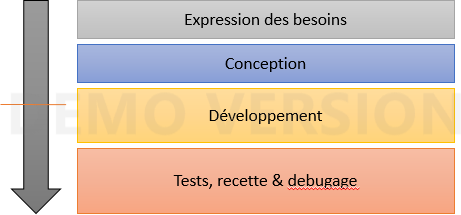 Expression des besoins
Conception
Développement
DEMO VERSION
Tests, recette & debugage